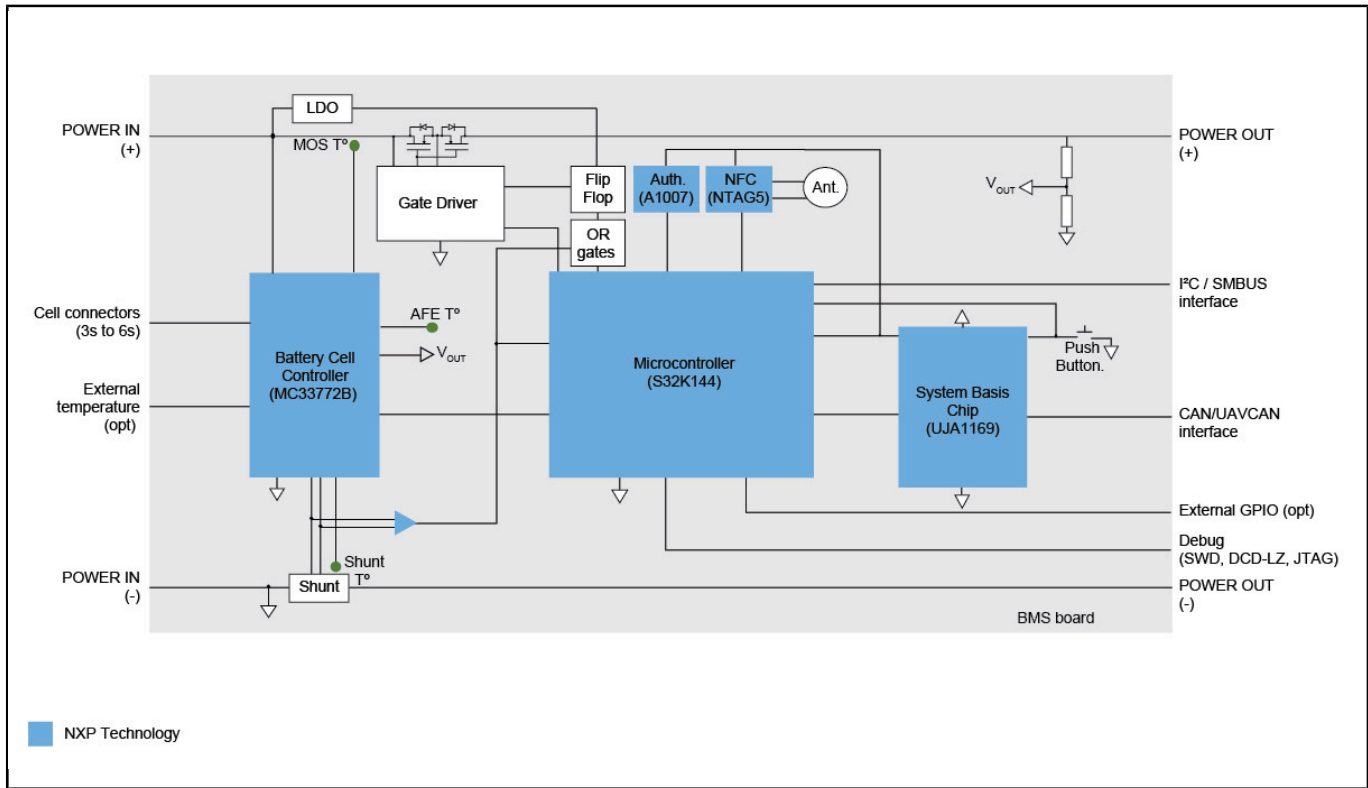 LDO
POWER IN
(+)
MOS Tº
POWER OUT
(+)
Gate Driver
Flip
Flop
Auth.
(A1007)
NFC
(NTAG5)
Ant.
VOUT
OR
gates
I²C / SMBUS
interface
Cell connectors
(3s to 6s)
AFE Tº
VOUT
Battery Cell
Controller
(MC33772B)
Microcontroller
(S32K144)
Push
Button.
External
temperature
(opt)
System Basis
Chip
(UJA1169)
CAN/UAVCAN
interface
External GPIO (opt)
Debug
(SWD, DCD-LZ, JTAG)
Shunt
Tº
POWER IN
(-)
Shunt
POWER OUT
(-)
BMS board
NXP Technology